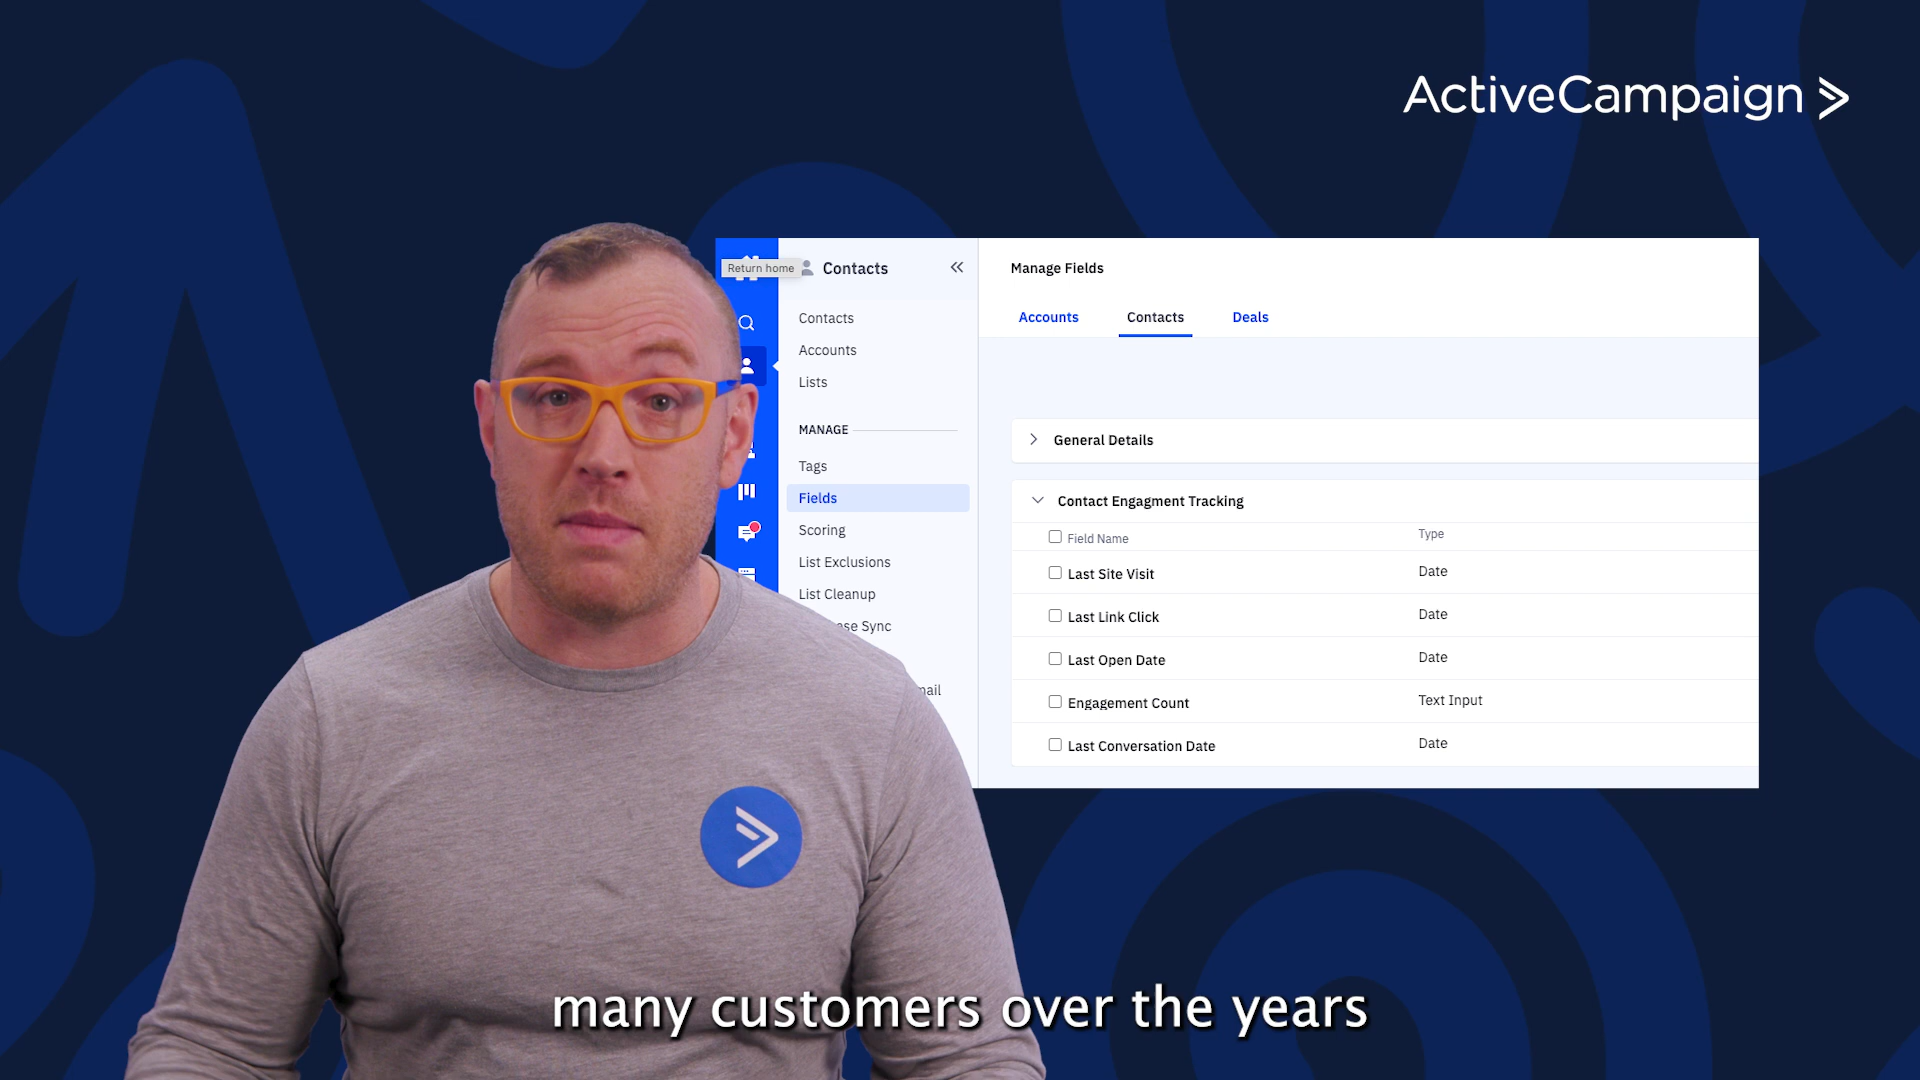 ActiveCampaign
Return home
Contacts
Contacts
Accounts
Lists
MANAGE
Tags
Fields
Scoring
List Exclusions
List Cleanup
Sync
Manage Fields
Accounts Contacts Deals
General Details
Contact Engagment Tracking
Field Name Type
Last Site Visit Date
Last Link Click Date
Last Open Date Date
Engagement Count Text Input
Last Conversation Date Date
many customers over the years